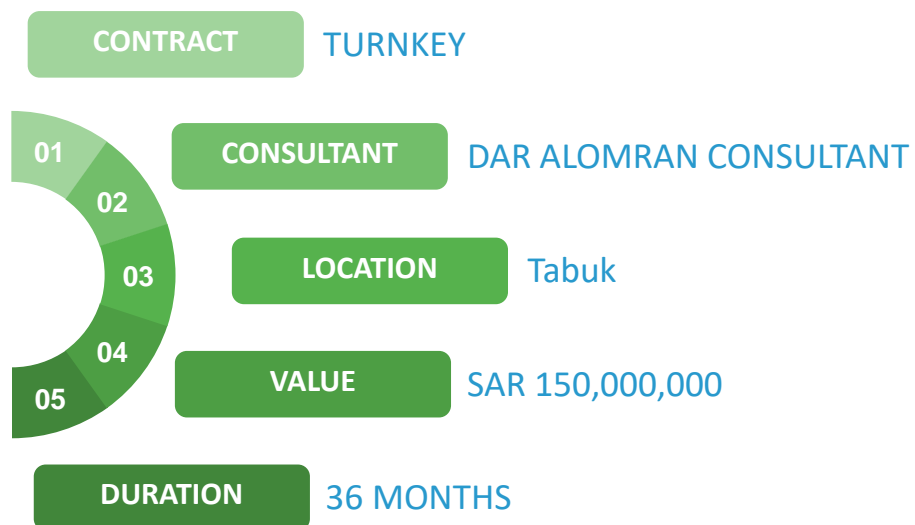 CONTRACT TURNKEY
01
CONSULTANT DAR ALOMRAN CONSULTANT
02
LOCATION Tabuk
03
04
VALUE SAR 150,000,000
05
DURATION 36 MONTHS